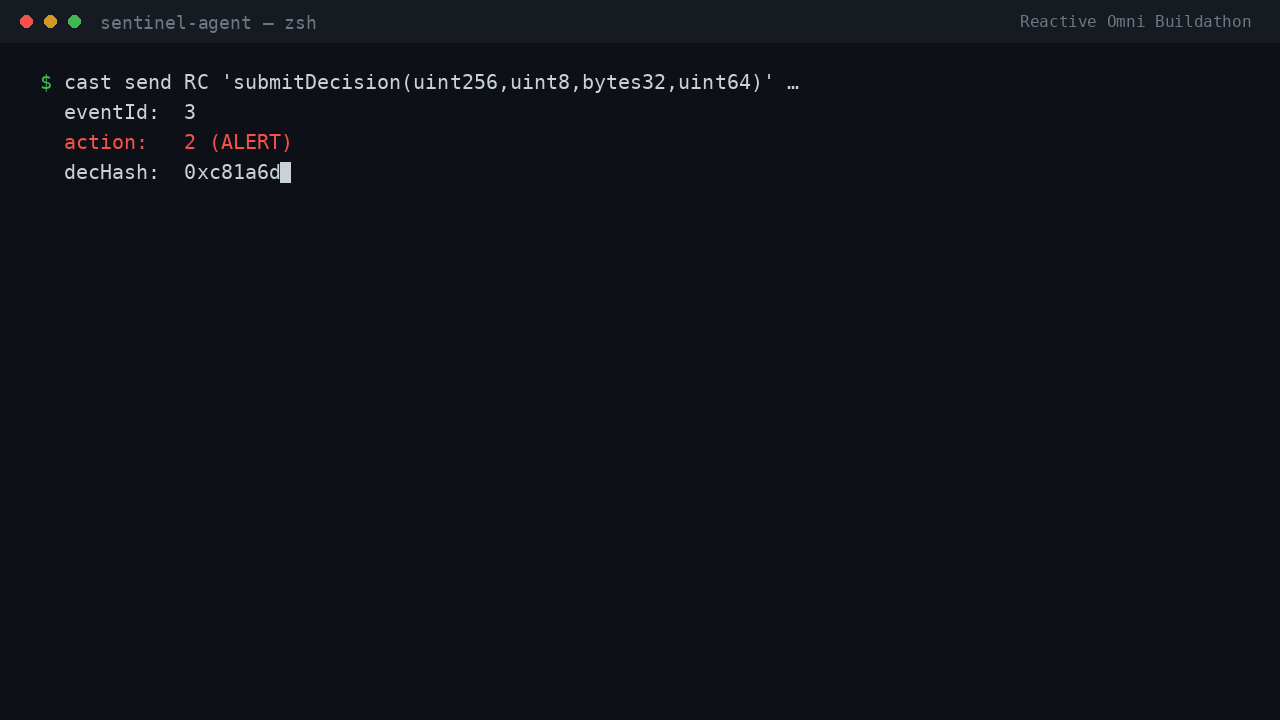 sentinel-agent — zsh
Reactive Omni Buildathon
$ cast send RC 'submitDecision(uint256,uint8,bytes32,uint64)' …
eventId:  3
action:   2 (ALERT)
decHash:  0xc81a6d